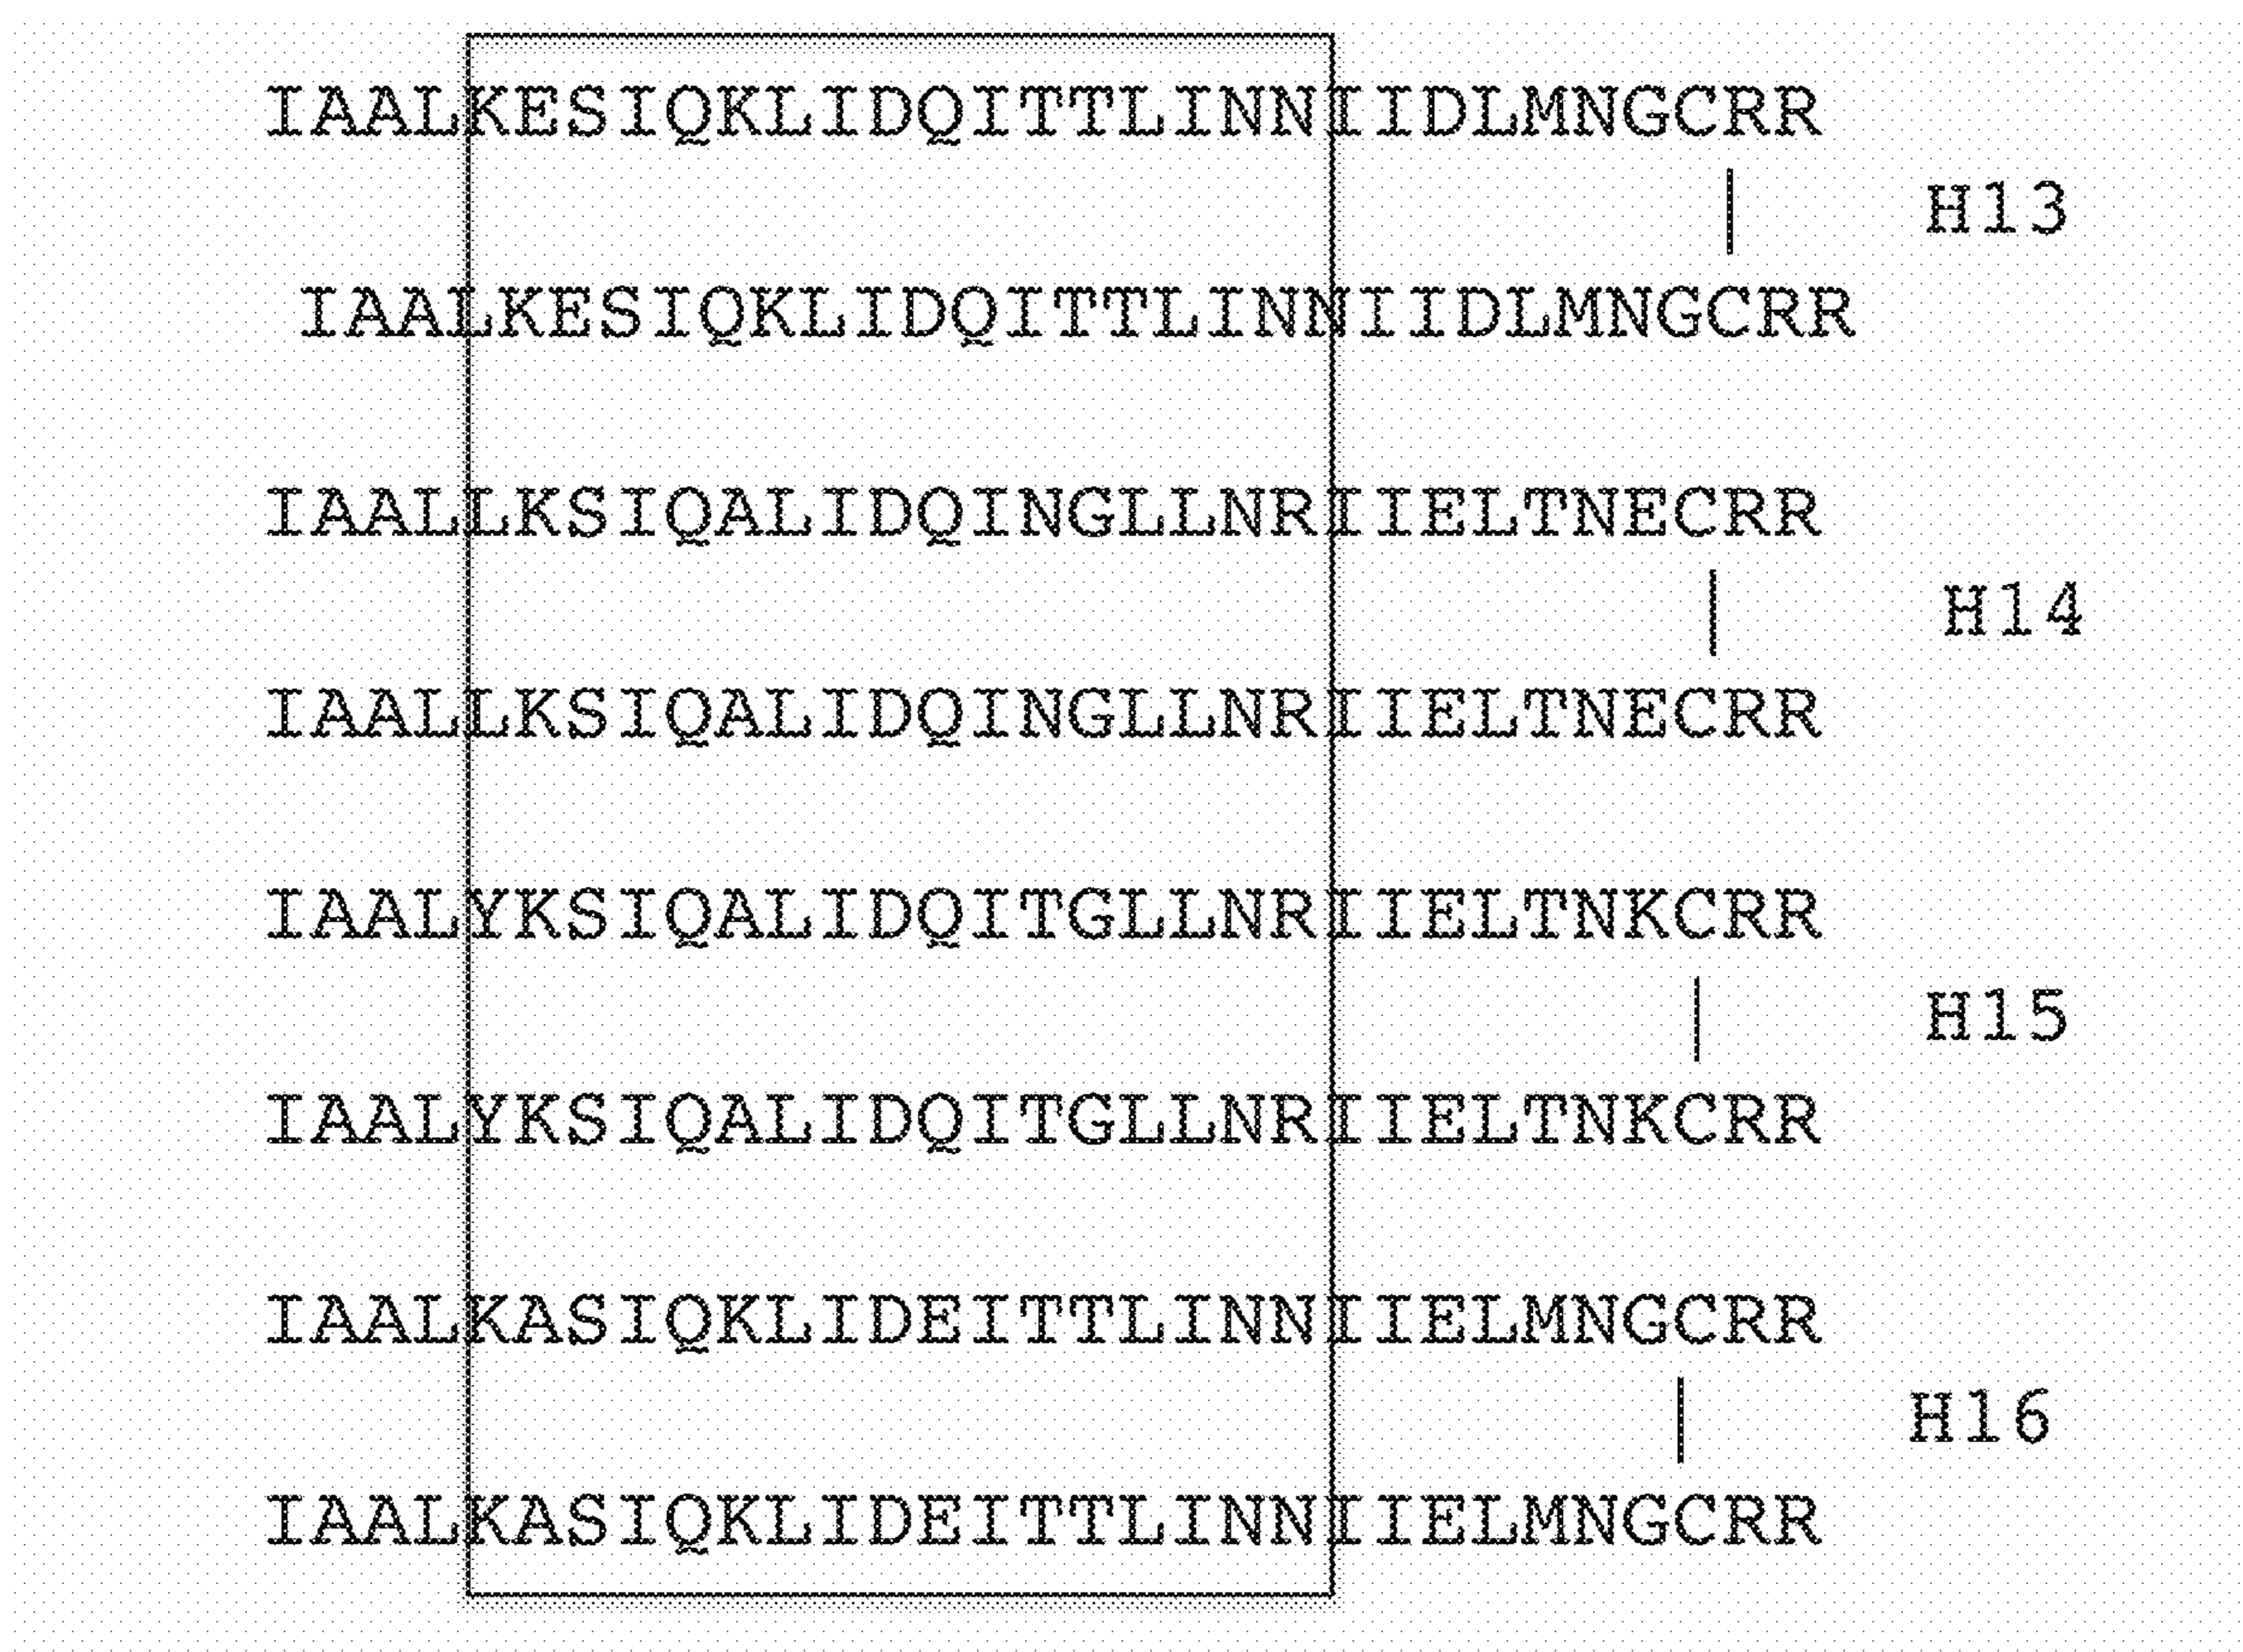 IAALKESIQKLIDQITTLINNIIDLMNGCRR
| H13
IAALKESIQKLIDQITTLINNIIDLMNGCRR
IAALLKSIQALIDQINGLLNRIIELTNECRR
| H14
IAALLKSIQALIDQINGLLNRIIELTNECRR
IAALYKSIQALIDQITGLLNRIIELTNKCRR
| H15
IAALYKSIQALIDQITGLLNRIIELTNKCRR
IAALKASIQKLIDEITTLINNIIELMNGCRR
| H16
IAALKASIQKLIDEITTLINNIIELMNGCRR